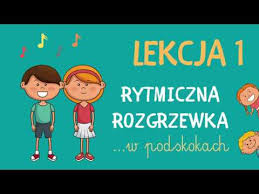 LEKCJA 1
RYTMICZNA
ROZGRZEWKA
...w podskokach